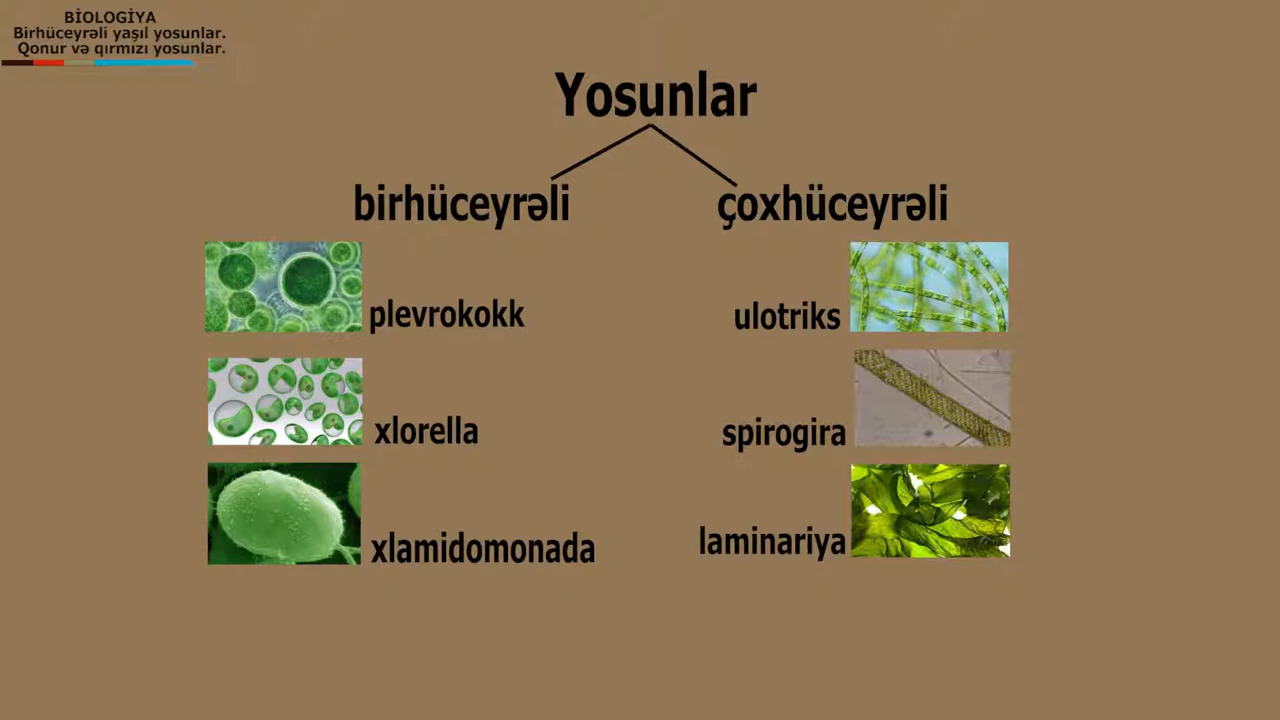 BİOLOGİYA
Birhüceyrəli yaşıl yosunlar.
Qonur və qırmızı yosunlar.
Yosunlar
birhüceyrəli
çoxhüceyrəli
plevrokokk
ulotriks
xlorella
spirogira
xlamidomonada
laminariya